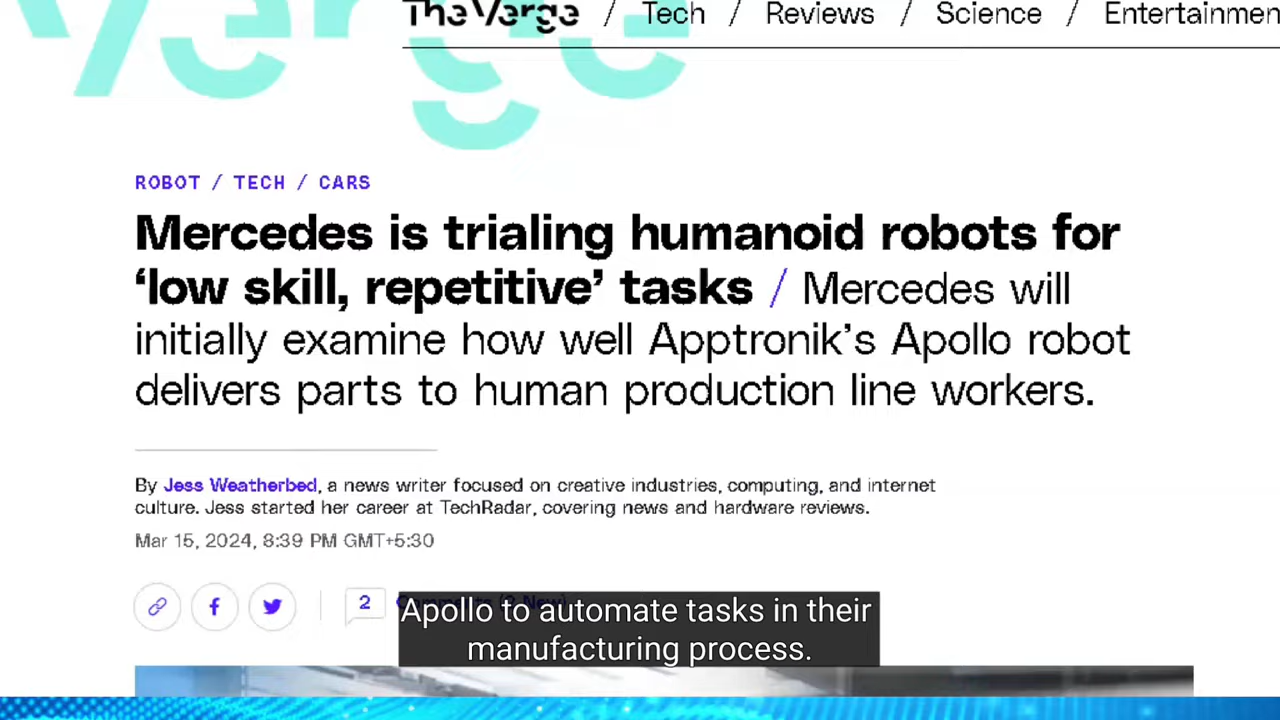 The Verge / Tech / Reviews / Science / Entertainmen
Verge
ROBOT / TECH / CARS
Mercedes is trialing humanoid robots for
‘low skill, repetitive’ tasks / Mercedes will
initially examine how well Apptronik’s Apollo robot
delivers parts to human production line workers.
By Jess Weatherbed, a news writer focused on creative industries, computing, and internet
culture. Jess started her career at TechRadar, covering news and hardware reviews.
Mar 15, 2024, 8:39 PM GMT+5:30
2
Apollo to automate tasks in their
manufacturing process.